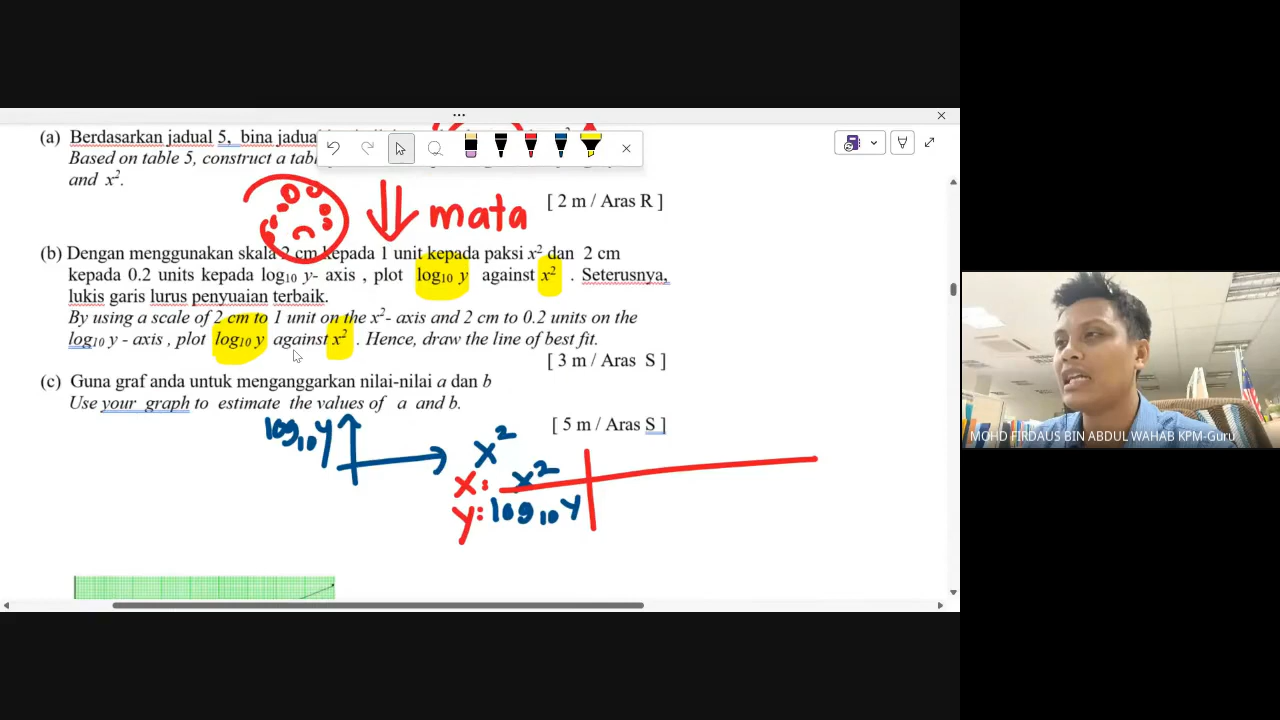 (a) Berdasarkan jadual 5, bina jadua
Based on table 5, construct a tab
and x².
[ 2 m / Aras R ]
mata
(b) Dengan menggunakan skala 2 cm kepada 1 unit kepada paksi x² dan 2 cm
kepada 0.2 units kepada log₁₀ y- axis , plot log₁₀ y against x² . Seterusnya,
lukis garis lurus penyuaian terbaik.
By using a scale of 2 cm to 1 unit on the x²- axis and 2 cm to 0.2 units on the
log₁₀ y - axis , plot log₁₀ y against x² . Hence, draw the line of best fit.
[ 3 m / Aras S ]
(c) Guna graf anda untuk menganggarkan nilai-nilai a dan b
Use your graph to estimate the values of a and b.
[ 5 m / Aras S ]
log₁₀y
x²
x: x²
y: log₁₀ y
MOHD FIRDAUS BIN ABDUL WAHAB KPM-Guru